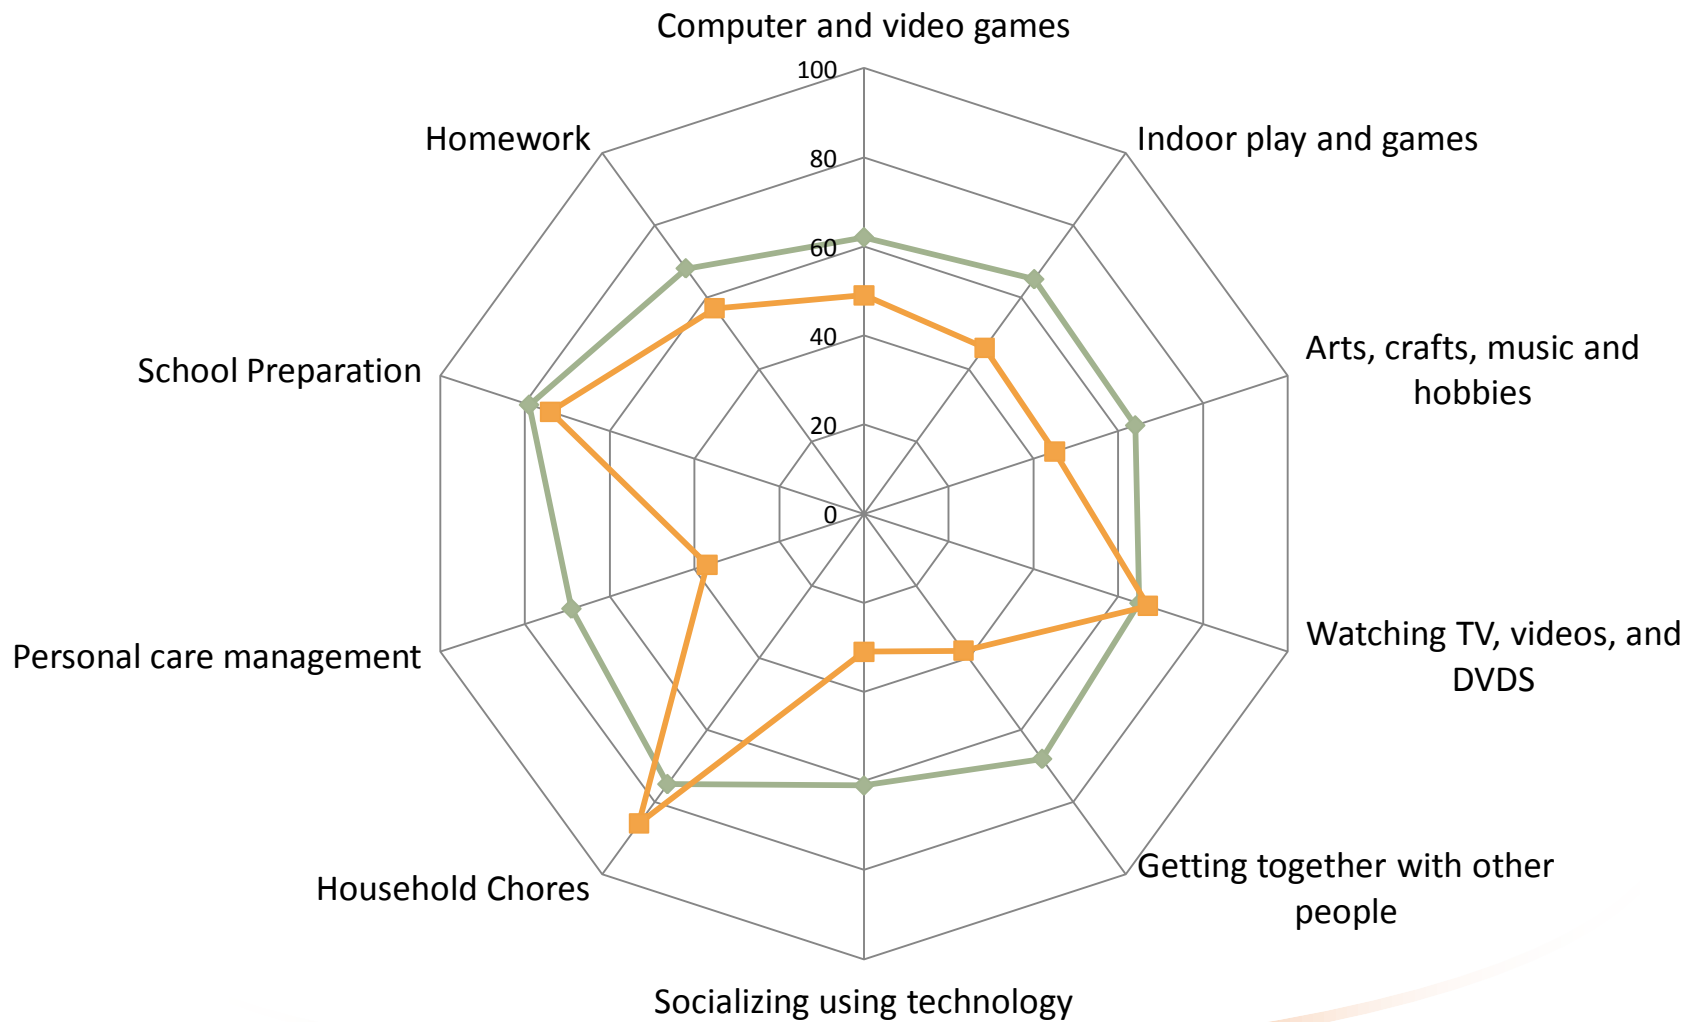 Computer and video games
100
Homework
Indoor play and games
80
60
40
Arts, crafts, music and
hobbies
School Preparation
20
0
Watching TV, videos, and
DVDS
Personal care management
Getting together with other
people
Household Chores
Socializing using technology